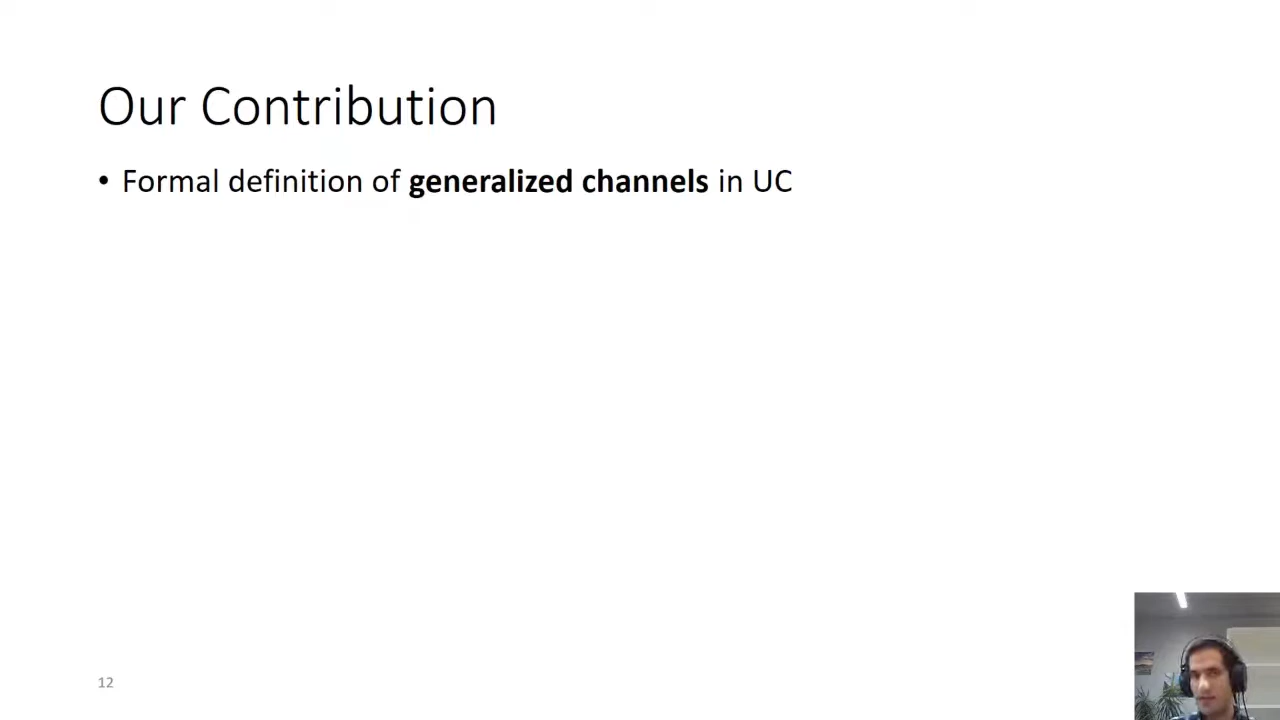 Our Contribution
• Formal definition of generalized channels in UC
12